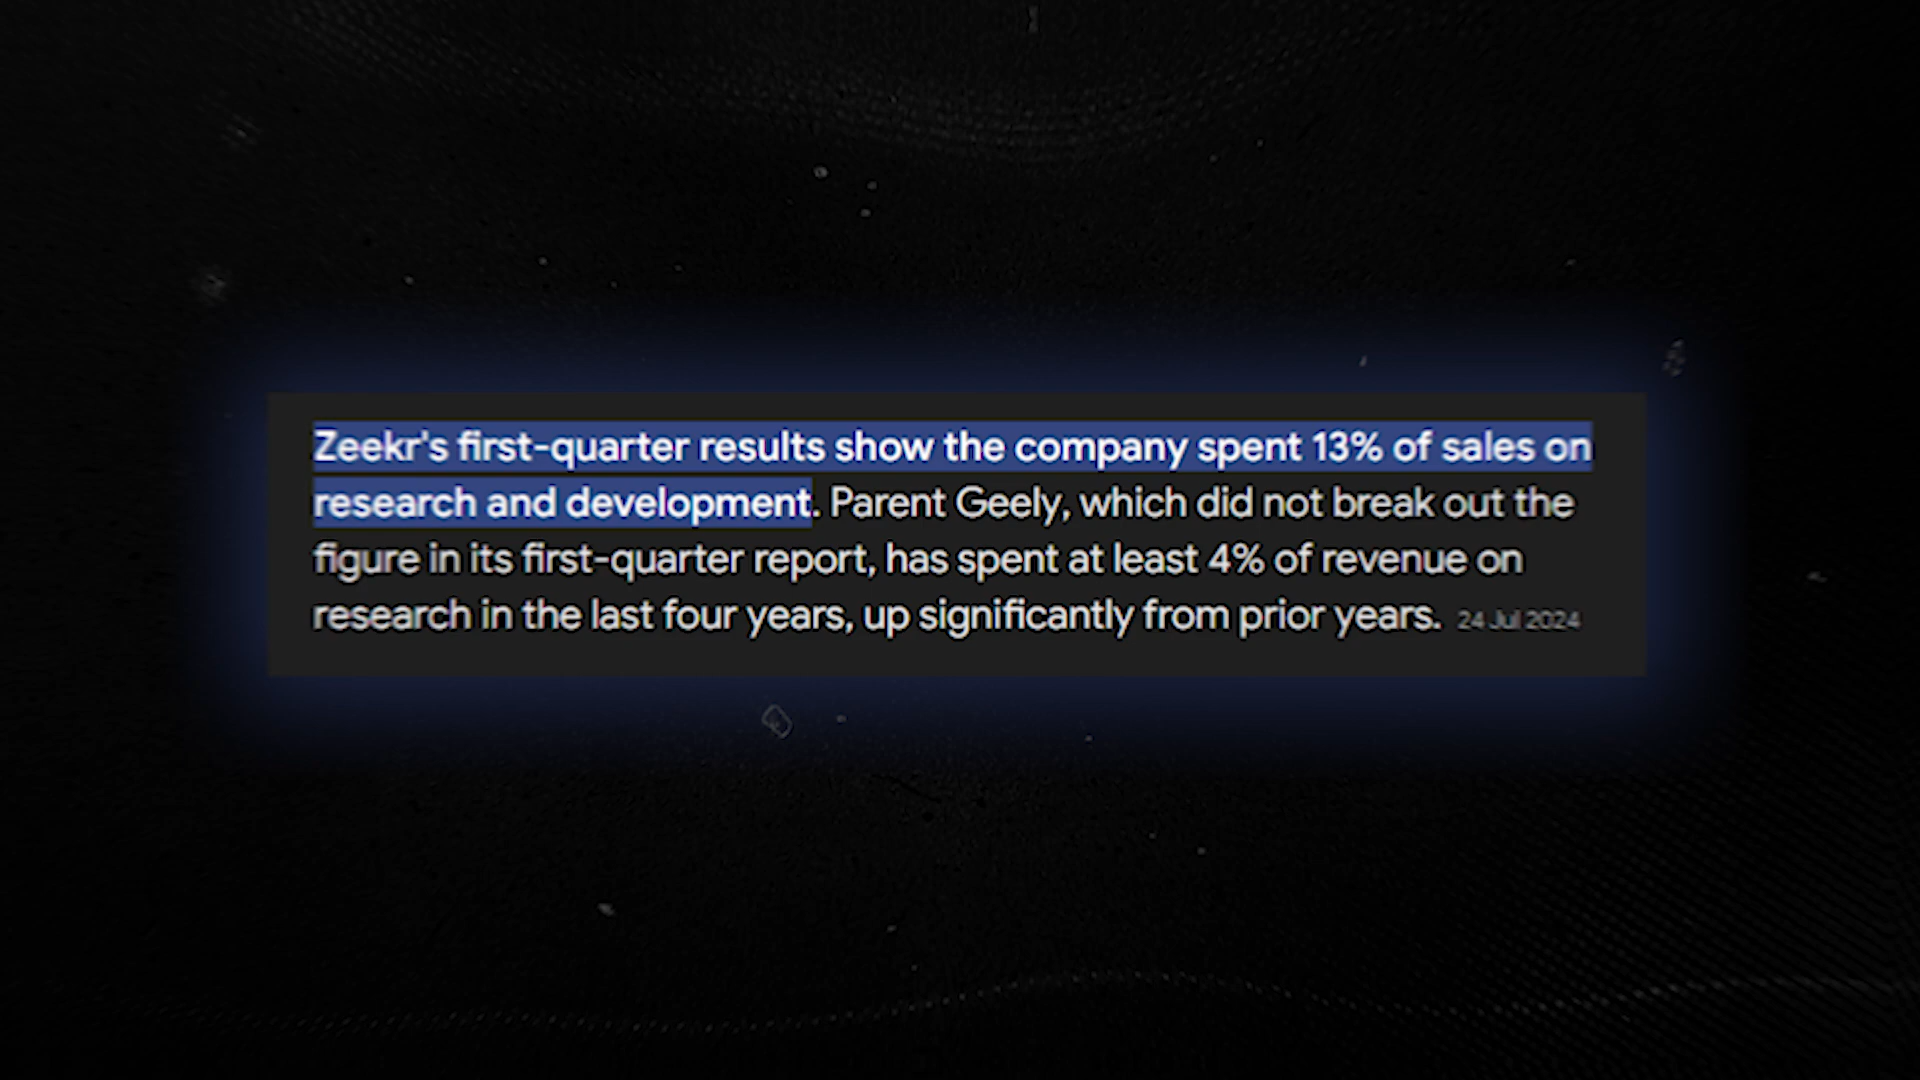 Zeekr's first-quarter results show the company spent 13% of sales on
research and development. Parent Geely, which did not break out the
figure in its first-quarter report, has spent at least 4% of revenue on
research in the last four years, up significantly from prior years. 24 Jul 2024